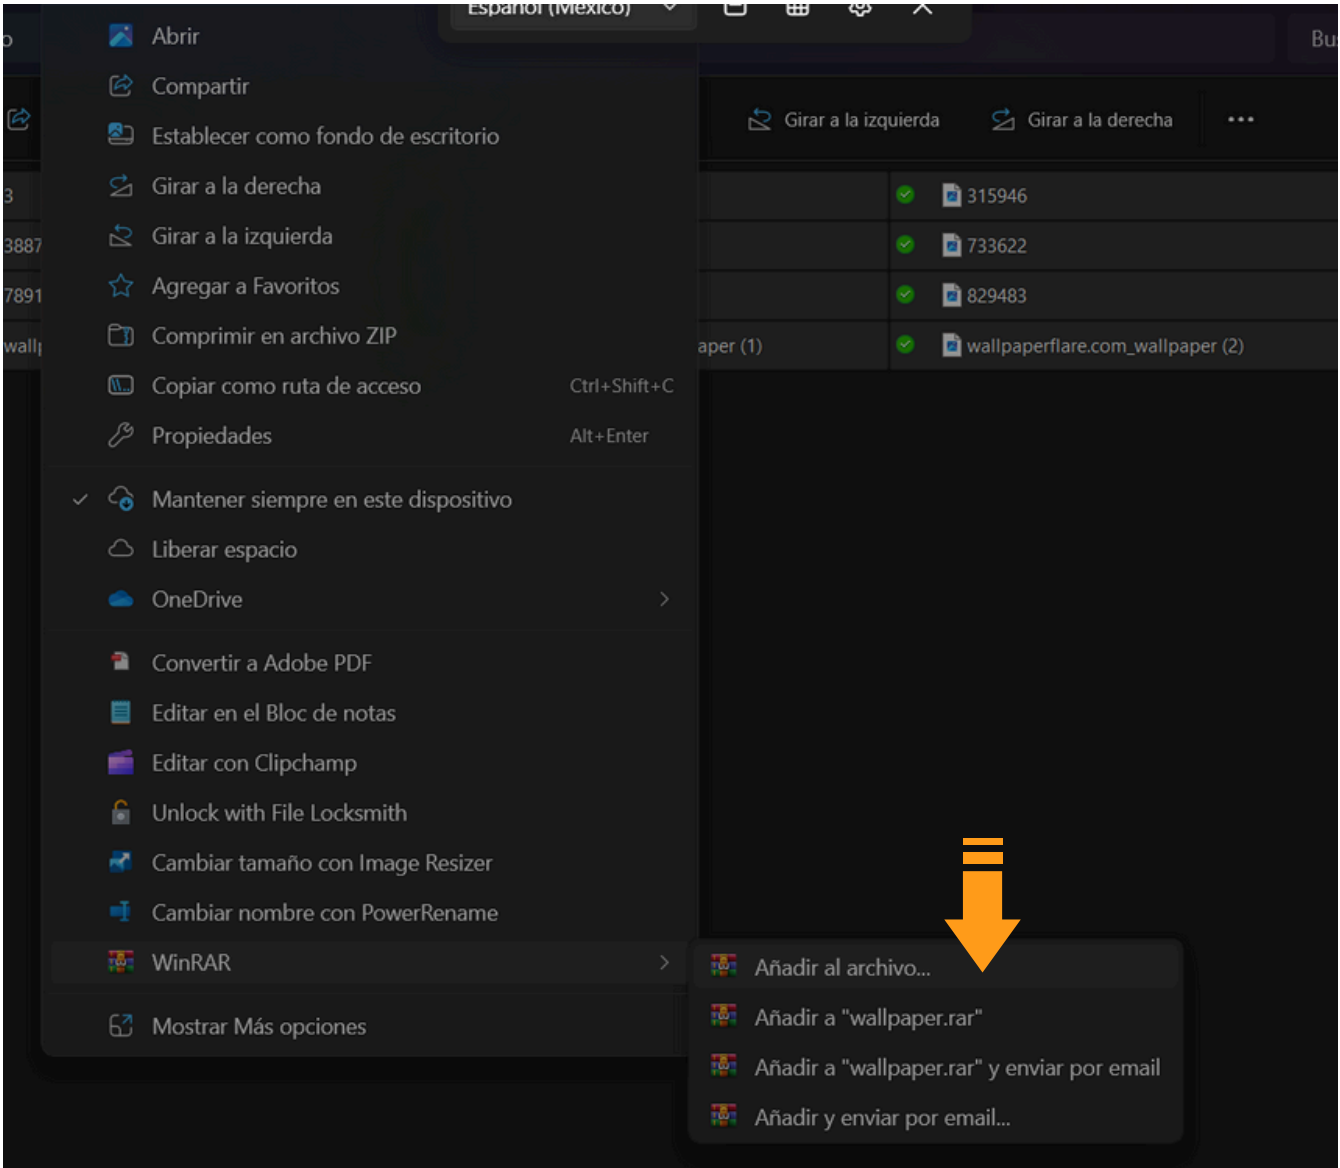 Español (México)
Abrir
Compartir
Establecer como fondo de escritorio
Girar a la derecha
Girar a la izquierda
Agregar a Favoritos
Comprimir en archivo ZIP
Copiar como ruta de acceso Ctrl+Shift+C
Propiedades Alt+Enter
Mantener siempre en este dispositivo
Liberar espacio
OneDrive
Convertir a Adobe PDF
Editar en el Bloc de notas
Editar con Clipchamp
Unlock with File Locksmith
Cambiar tamaño con Image Resizer
Cambiar nombre con PowerRename
WinRAR
Mostrar Más opciones
Añadir al archivo...
Añadir a "wallpaper.rar"
Añadir a "wallpaper.rar" y enviar por email
Añadir y enviar por email...
o
Bus
Girar a la izquierda Girar a la derecha
3 315946
3887 733622
7891 829483
wallp aper (1) wallpaperflare.com_wallpaper (2)